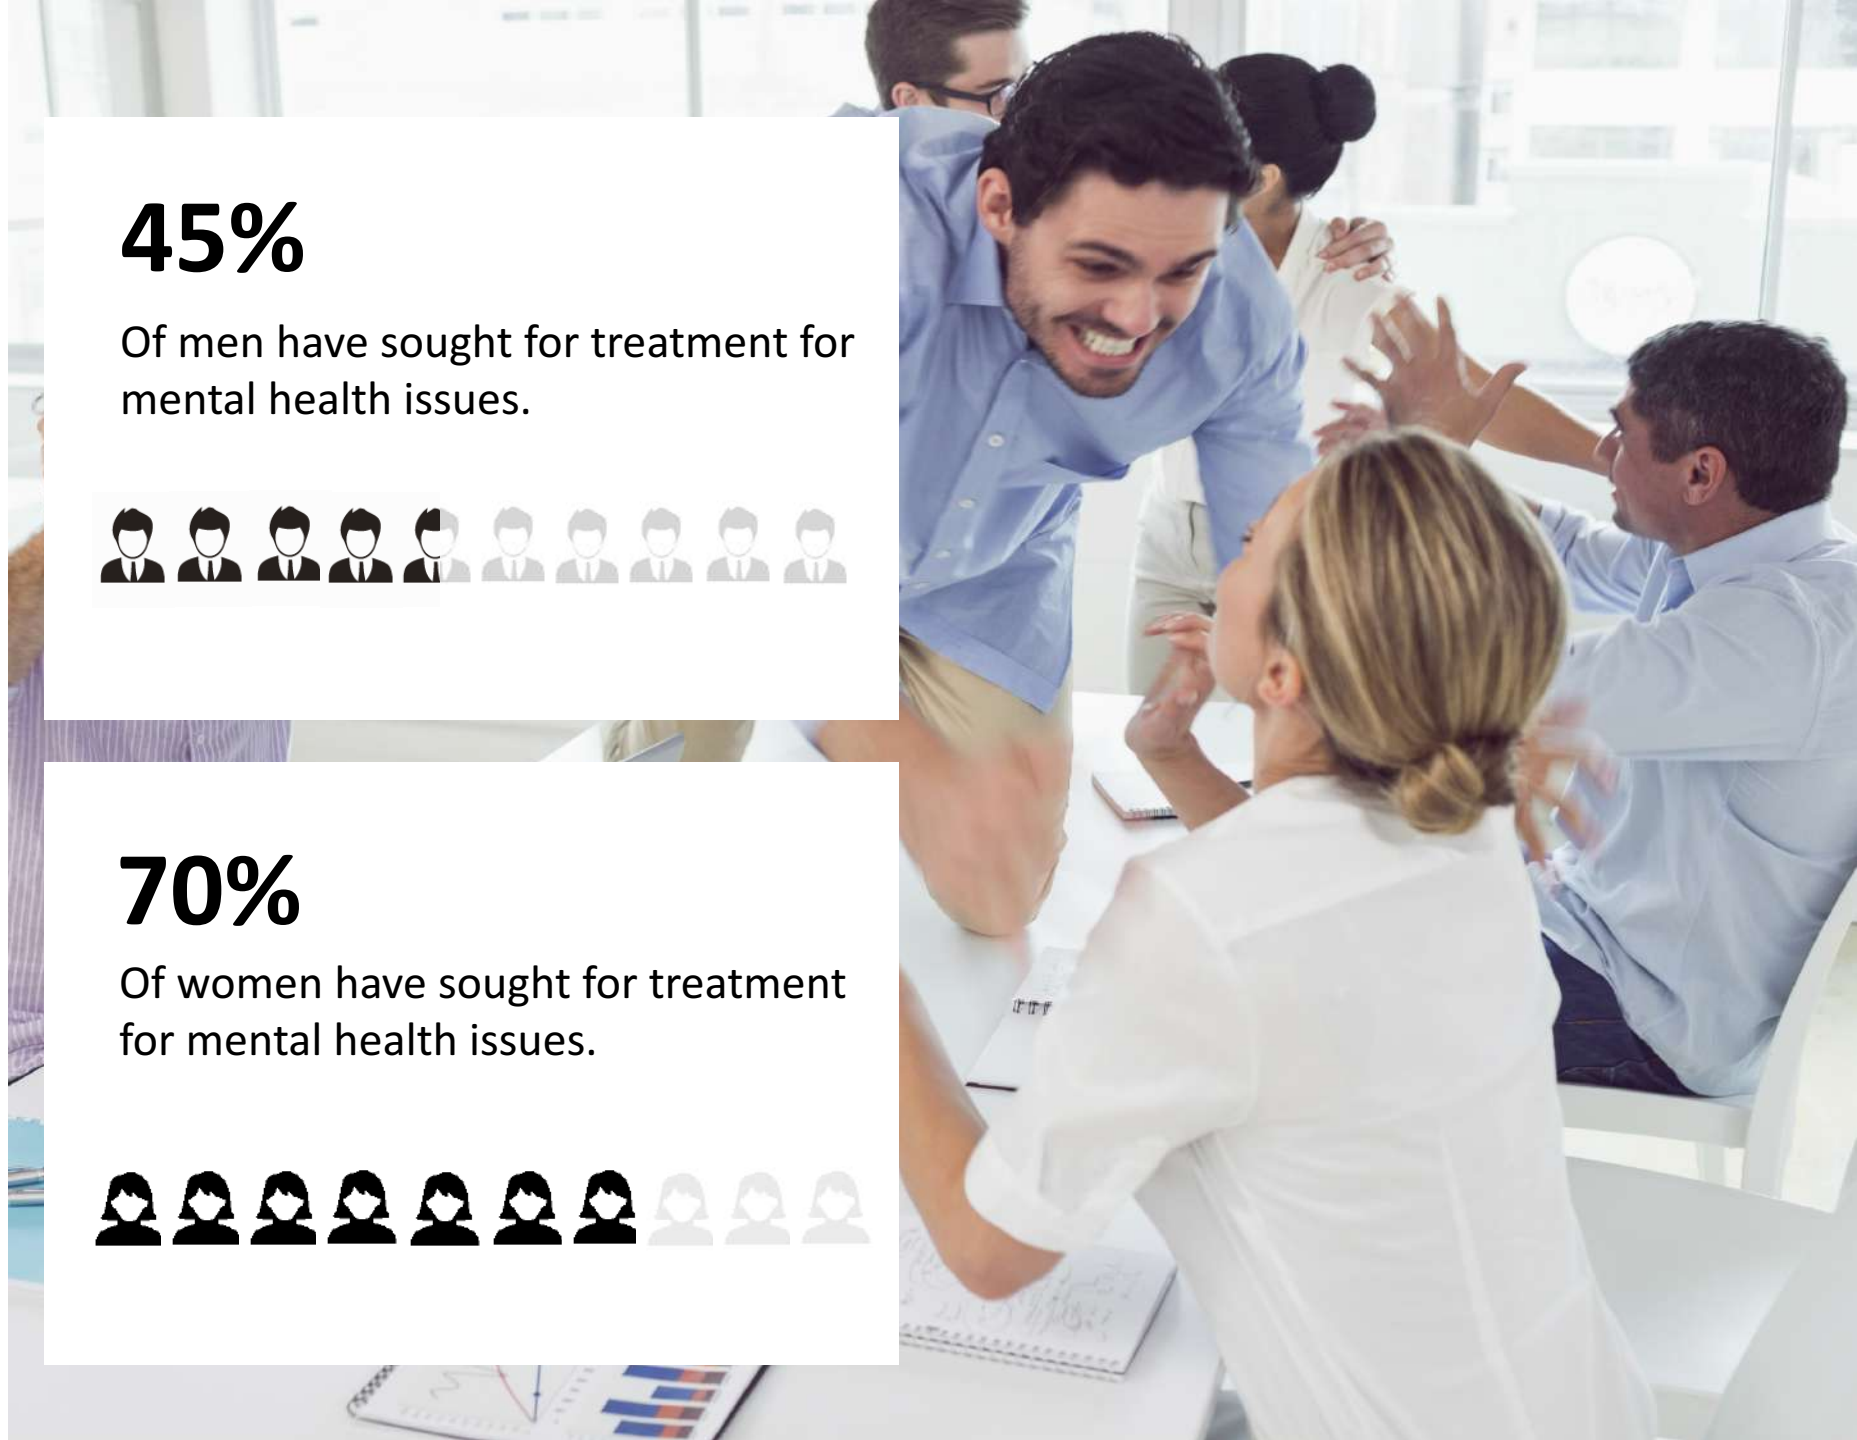 45%
Of men have sought for treatment for
mental health issues.
70%
Of women have sought for treatment
for mental health issues.